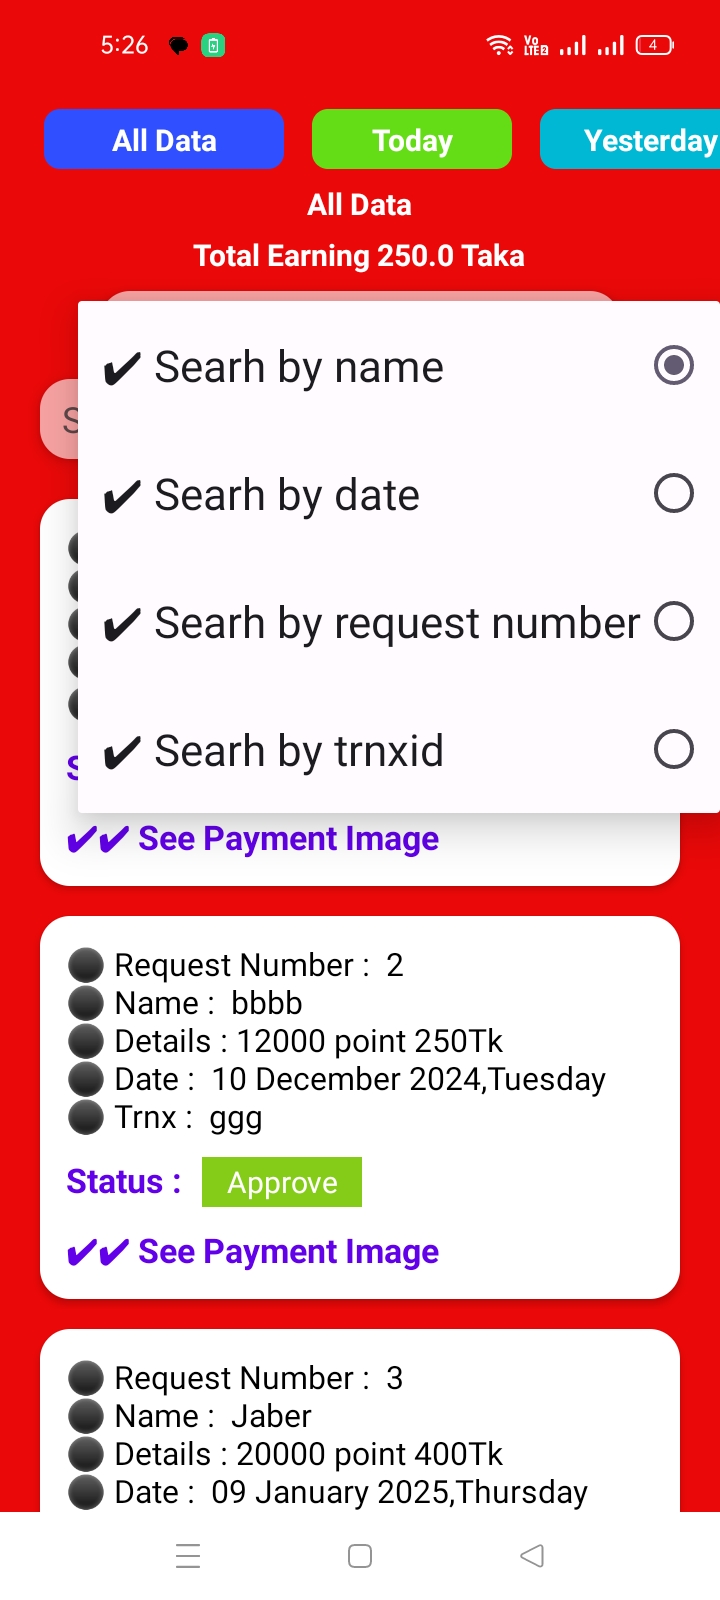 5:26
Vo
LTE2
4
All Data
Today
Yesterday
All Data
Total Earning 250.0 Taka
✔ Searh by name
S
✔ Searh by date
✔ Searh by request number
✔ Searh by trnxid
S
✔✔ See Payment Image
Request Number : 2
Name : bbbb
Details : 12000 point 250Tk
Date : 10 December 2024,Tuesday
Trnx : ggg
Status : Approve
✔✔ See Payment Image
Request Number : 3
Name : Jaber
Details : 20000 point 400Tk
Date : 09 January 2025,Thursday